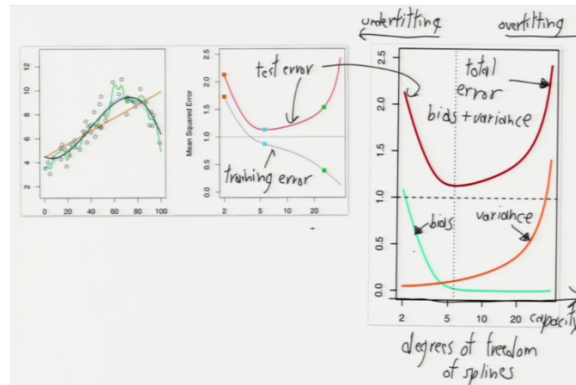 underfitting
overfitting
test error
training error
total
error
bias+variance
bias
variance
capacity
degrees of freedom
of splines
Mean Squared Error
12
10
8
6
4
2
0 20 40 60 80 100
2.5
2.0
1.5
1.0
0.5
0.0
2 5 10 20
2.5
2.0
1.5
1.0
0.5
0.0
2 5 10 20